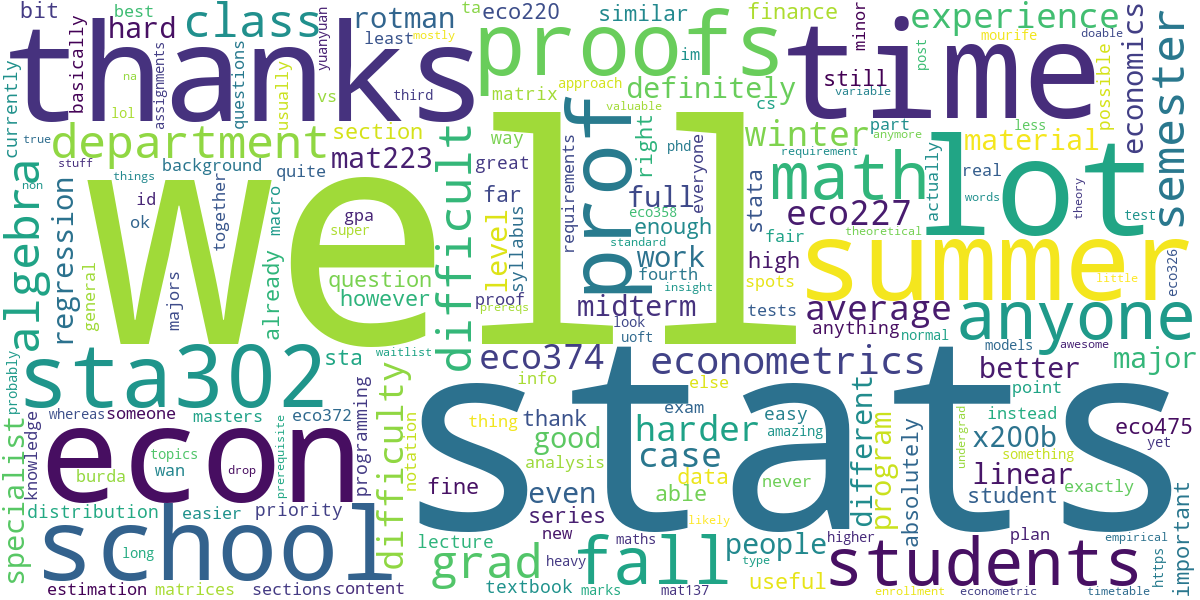 bit
best
hard
class
rotman
ta
eco220
similar
finance
minor
experience
thanks
basically
assignments
questions
usually
yuanyuan
least
mostly
vs
third
na
lol
proofs
im
approach
matrix
definitely
valuable
cs
time
still
variable
post
mourife
doable
possible
economics
semester
currently
true
stuff
non
things
department
section
background
quite
mat223
way
great
winter
part
anymore
less
material
requirement
real
words
theory
test
well
prof
right
phd
everyone
requirements
math
lot
actually
eco227
stata
algebra
regression
id
ok
together
macro
gpa
super
difficult
far
syllabus
level
full
eco358
enough
standard
work
insight
fourth
fair
theoretical
high
spots
summer
little
eco326
general
majors
already
question
however
proof
prereqs
midterm
look
uoft
tests
average
anything
normal
anyone
sta302
sta
waitlist
eco374
info
econometrics
models
awesome
better
major
point
probably
specialist
whereas
someone
masters
eco372
programming
difficulty
notation
thing
thank
else
exam
easy
amazing
different
program
instead
undergrad
x200b
something
eco475
yet
knowledge
econ
burda
topics
wan
drop
prerequisite
stats
good
analysis
harder
case
data
able
never
absolutely
linear
student
exactly
important
distribution
easier
priority
fine
even
series
new
likely
school
long
lecture
grad
heavy
fall
maths
people
type
higher
students
plan
empirical
https
estimation
matrices
sections
content
textbook
marks
mat137
useful
enrollment
econometric
timetable